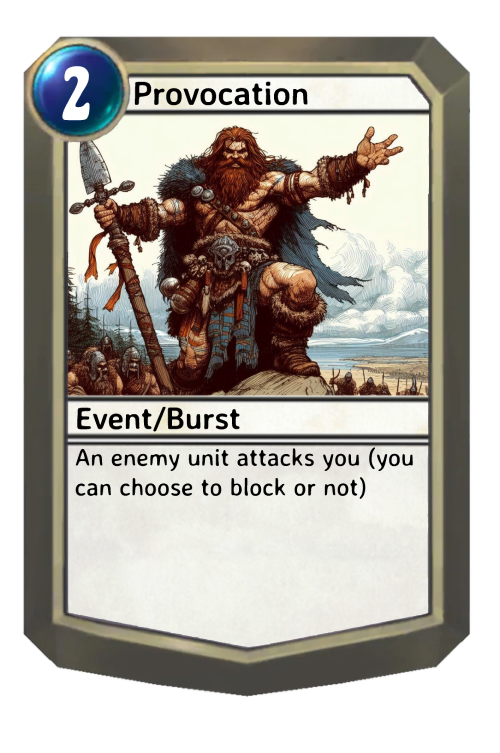 2
Provocation
Event/Burst
An enemy unit attacks you (you
can choose to block or not)